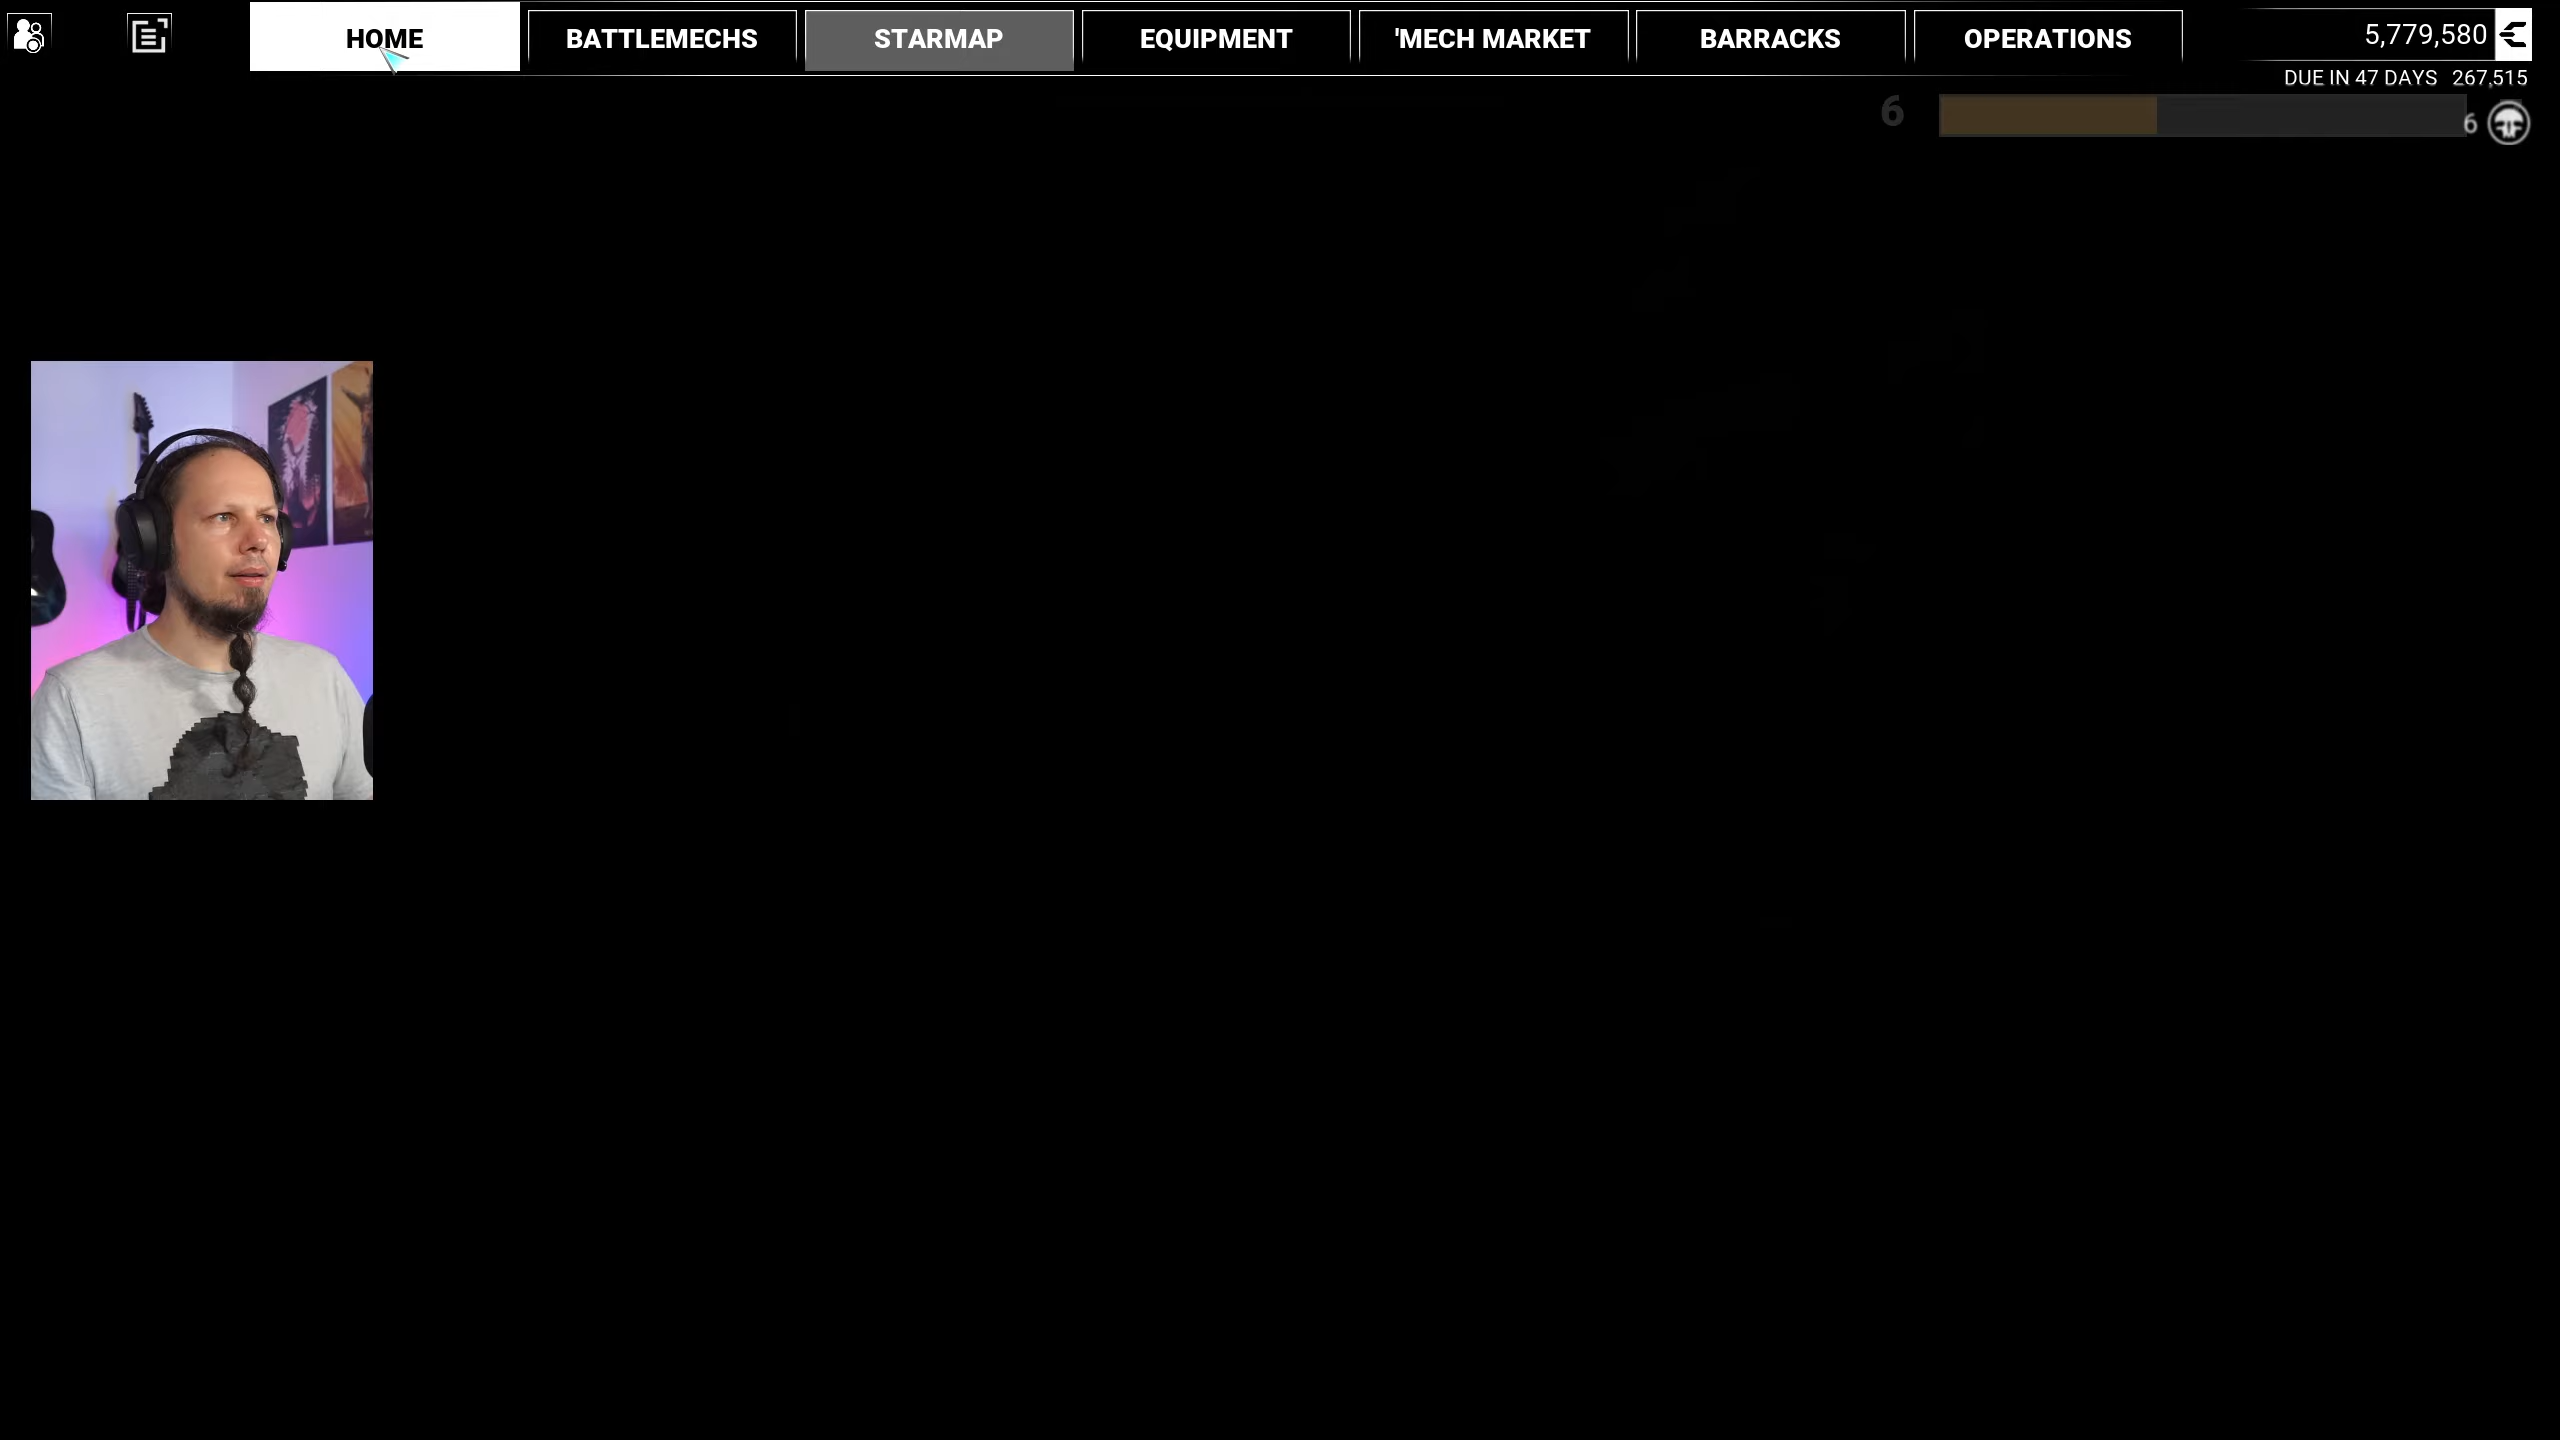 HOME
BATTLEMECHS
STARMAP
EQUIPMENT
'MECH MARKET
BARRACKS
OPERATIONS
5,779,580
DUE IN 47 DAYS 267,515
6
6